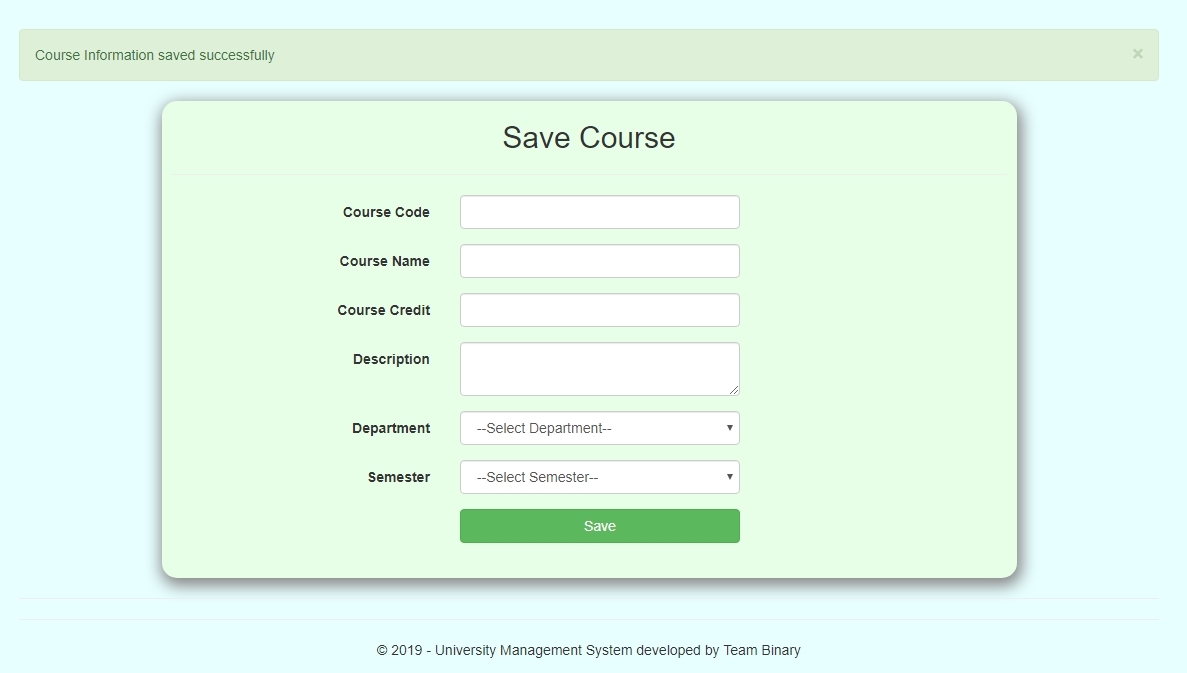 Course Information saved successfully ×
Save Course
Course Code
Course Name
Course Credit
Description
Department --Select Department--
Semester --Select Semester--
Save
© 2019 - University Management System developed by Team Binary